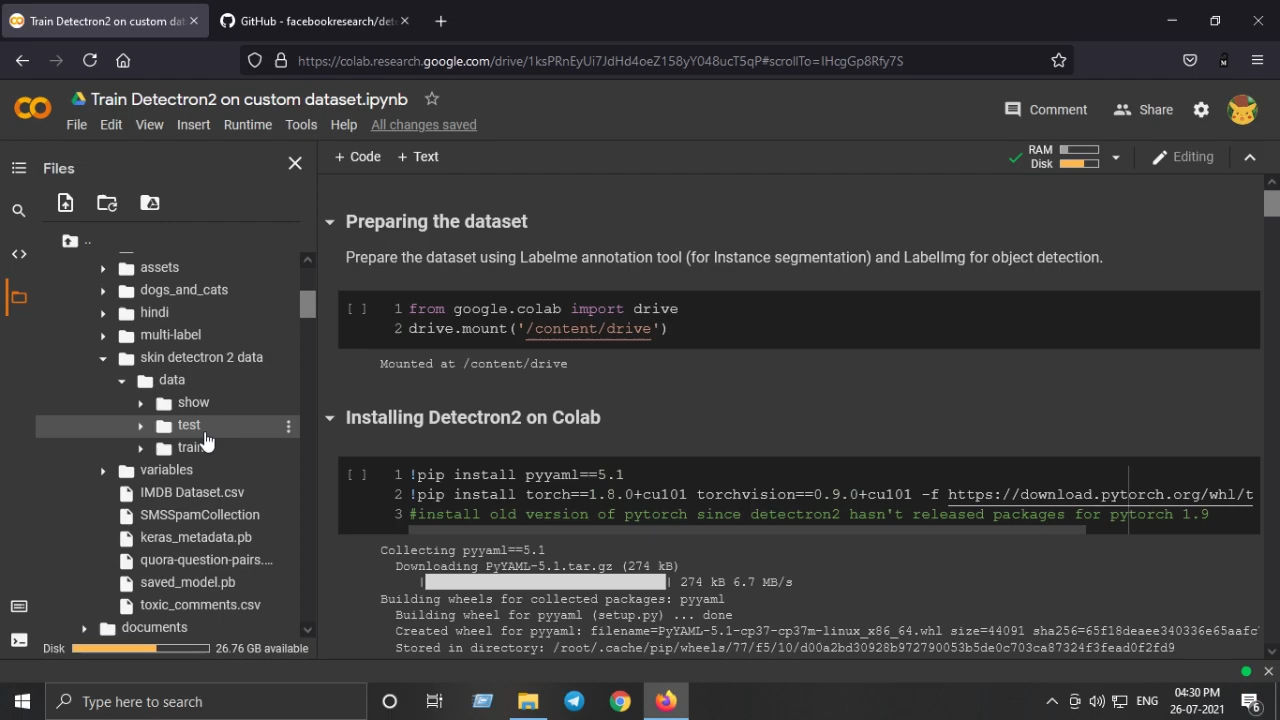 Train Detectron2 on custom dat
GitHub - facebookresearch/det
https://colab.research.google.com/drive/1ksPRnEyUi7JdHd4oeZ158yY048ucT5qP#scrollTo=IHcgGp8Rfy7S
Train Detectron2 on custom dataset.ipynb
Comment
Share
File Edit View Insert Runtime Tools Help All changes saved
Files
+ Code + Text
RAM
Disk
Editing
..
assets
dogs_and_cats
hindi
multi-label
skin detectron 2 data
data
show
test
train
variables
IMDB Dataset.csv
SMSSpamCollection
keras_metadata.pb
quora-question-pairs....
saved_model.pb
toxic_comments.csv
documents
Disk 26.76 GB available
Preparing the dataset
Prepare the dataset using Labelme annotation tool (for Instance segmentation) and LabelImg for object detection.
[ ] 1 from google.colab import drive
2 drive.mount('/content/drive')
Mounted at /content/drive
Installing Detectron2 on Colab
[ ] 1 !pip install pyyaml==5.1
2 !pip install torch==1.8.0+cu101 torchvision==0.9.0+cu101 -f https://download.pytorch.org/whl/t
3 #install old version of pytorch since detectron2 hasn't released packages for pytorch 1.9
Collecting pyyaml==5.1
Downloading PyYAML-5.1.tar.gz (274 kB)
| | 274 kB 6.7 MB/s
Building wheels for collected packages: pyyaml
Building wheel for pyyaml (setup.py) ... done
Created wheel for pyyaml: filename=PyYAML-5.1-cp37-cp37m-linux_x86_64.whl size=44091 sha256=65f18deaee340336e65aafc
Stored in directory: /root/.cache/pip/wheels/77/f5/10/d00a2bd30928b972790053b5de0c703ca87324f3fead0f2fd9
Type here to search
ENG
04:30 PM
26-07-2021
6